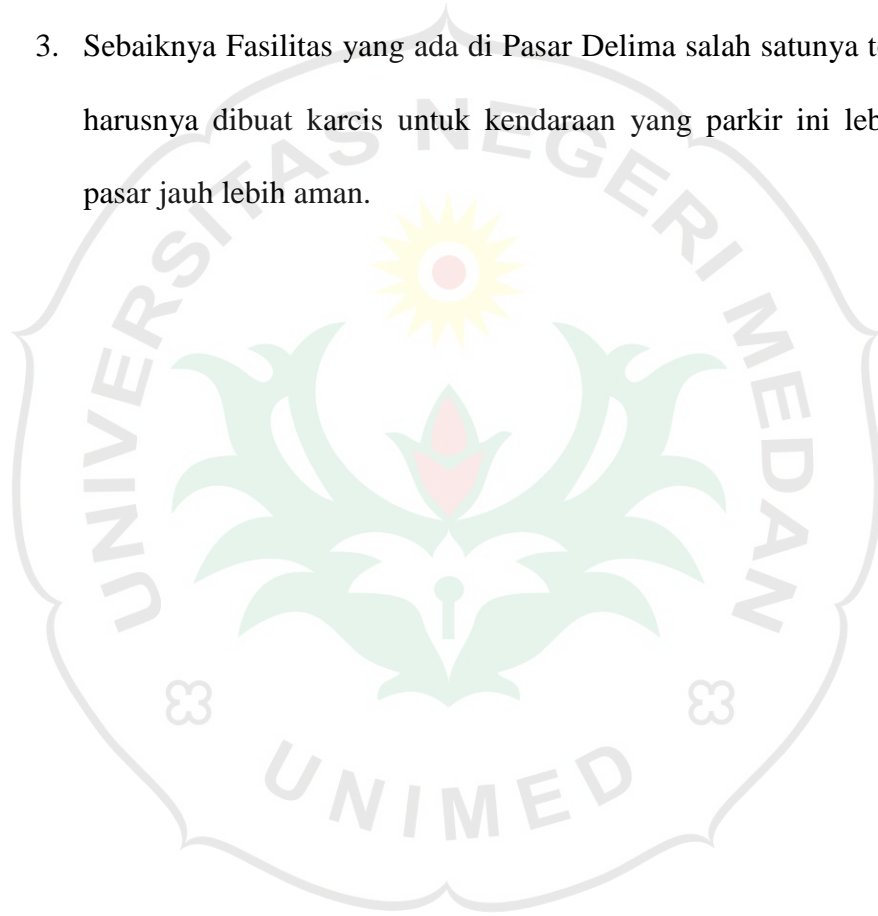 3. Sebaiknya Fasilitas yang ada di Pasar Delima salah satunya
harusnya dibuat karcis untuk kendaraan yang parkir ini
pasar jauh lebih aman.
UNIVERSITAS NEGERI MEDAN
UNIMED